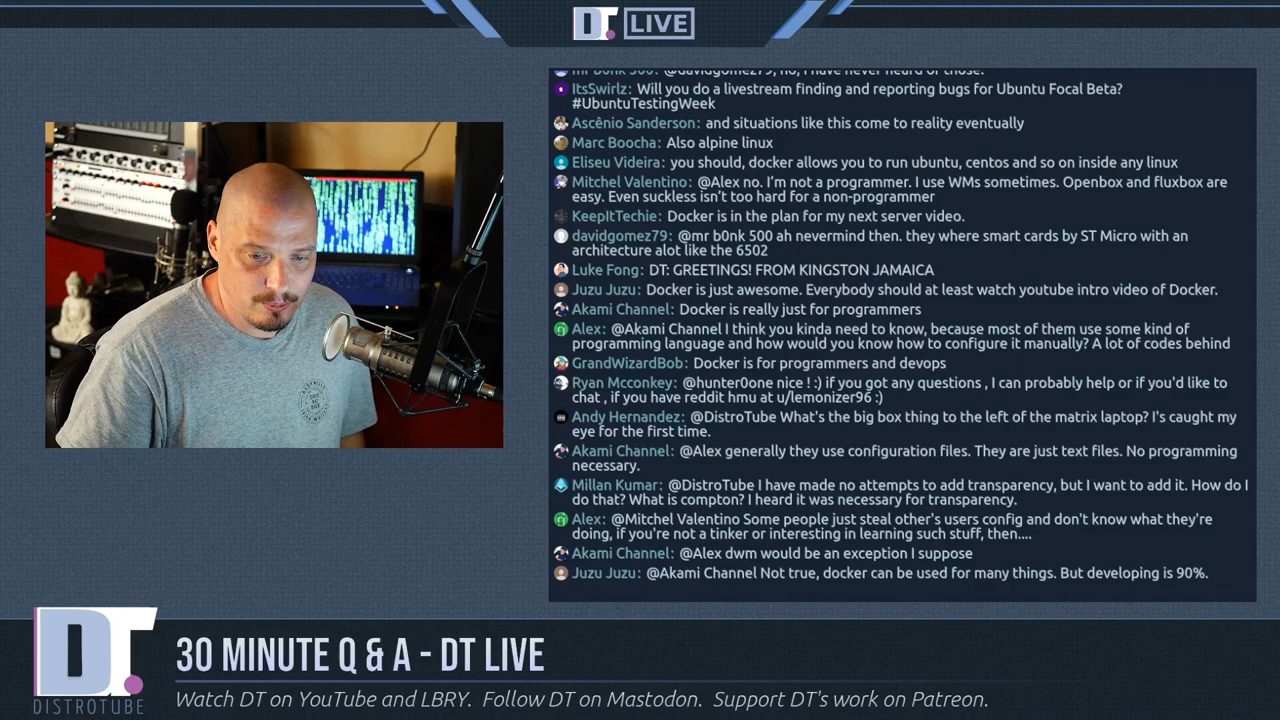 DT. LIVE
mr b0nk 500: @davidgomez79, no, I have never heard of those.
ItsSwirlz: Will you do a livestream finding and reporting bugs for Ubuntu Focal Beta?
#UbuntuTestingWeek
Ascênio Sanderson: and situations like this come to reality eventually
Marc Boocha: Also alpine linux
Eliseu Videira: you should, docker allows you to run ubuntu, centos and so on inside any linux
Mitchel Valentino: @Alex no. I'm not a programmer. I use WMs sometimes. Openbox and fluxbox are
easy. Even suckless isn't too hard for a non-programmer
KeepItTechie: Docker is in the plan for my next server video.
davidgomez79: @mr b0nk 500 ah nevermind then. they where smart cards by ST Micro with an
architecture alot like the 6502
Luke Fong: DT: GREETINGS! FROM KINGSTON JAMAICA
Juzu Juzu: Docker is just awesome. Everybody should at least watch youtube intro video of Docker.
Akami Channel: Docker is really just for programmers
Alex: @Akami Channel I think you kinda need to know, because most of them use some kind of
programming language and how would you know how to configure it manually? A lot of codes behind
GrandWizardBob: Docker is for programmers and devops
Ryan Mcconkey: @hunter0one nice ! :) if you got any questions , I can probably help or if you'd like to
chat , if you have reddit hmu at u/lemonizer96 :)
Andy Hernandez: @DistroTube What's the big box thing to the left of the matrix laptop? I's caught my
eye for the first time.
Akami Channel: @Alex generally they use configuration files. They are just text files. No programming
necessary.
Millan Kumar: @DistroTube I have made no attempts to add transparency, but I want to add it. How do I
do that? What is compton? I heard it was necessary for transparency.
Alex: @Mitchel Valentino Some people just steal other's users config and don't know what they're
doing, if you're not a tinker or interesting in learning such stuff, then....
Akami Channel: @Alex dwm would be an exception I suppose
Juzu Juzu: @Akami Channel Not true, docker can be used for many things. But developing is 90%.
DT.
DISTROTUBE
30 MINUTE Q & A - DT LIVE
Watch DT on YouTube and LBRY. Follow DT on Mastodon. Support DT's work on Patreon.